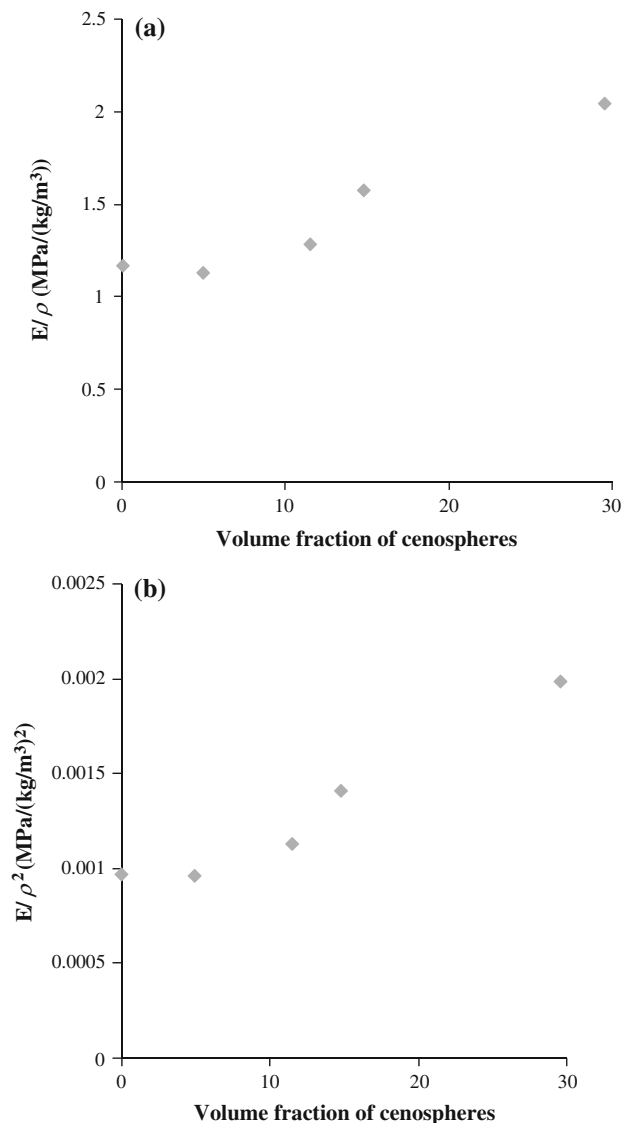 (a)
2.5
2
1.5
1
0.5
0
E/ρ (MPa/(kg/m³))
0 10 20 30
Volume fraction of cenospheres
(b)
0.0025
0.002
0.0015
0.001
0.0005
0
E/ρ² (MPa/(kg/m³)²)
0 10 20 30
Volume fraction of cenospheres